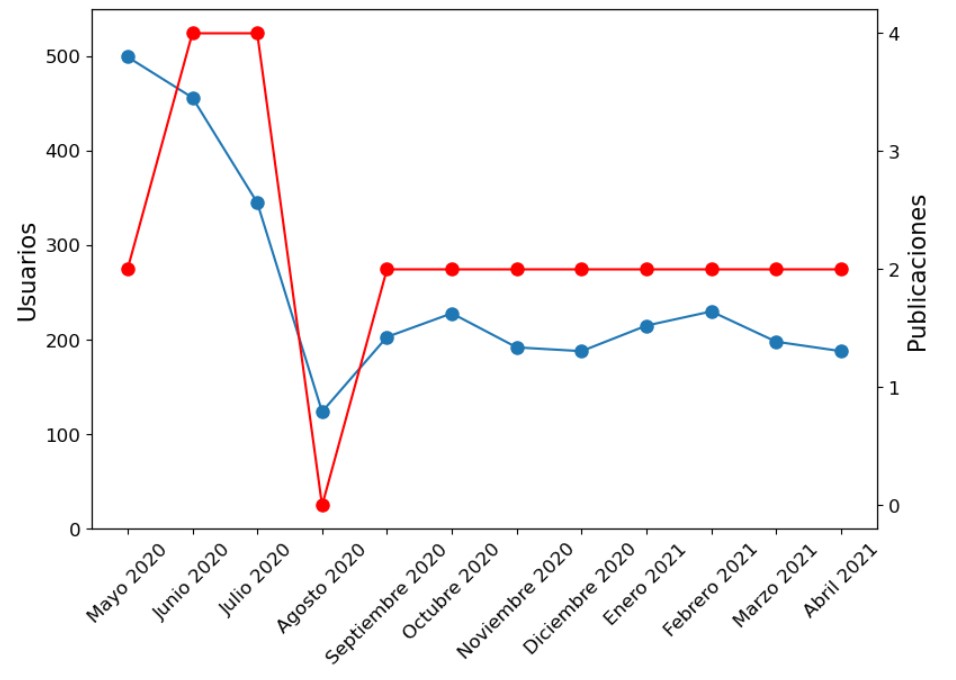 500
400
300
200
100
0
Usuarios
4
3
2
1
0
Publicaciones
Mayo 2020
Junio 2020
Julio 2020
Agosto 2020
Septiembre 2020
Octubre 2020
Noviembre 2020
Diciembre 2020
Enero 2021
Febrero 2021
Marzo 2021
Abril 2021